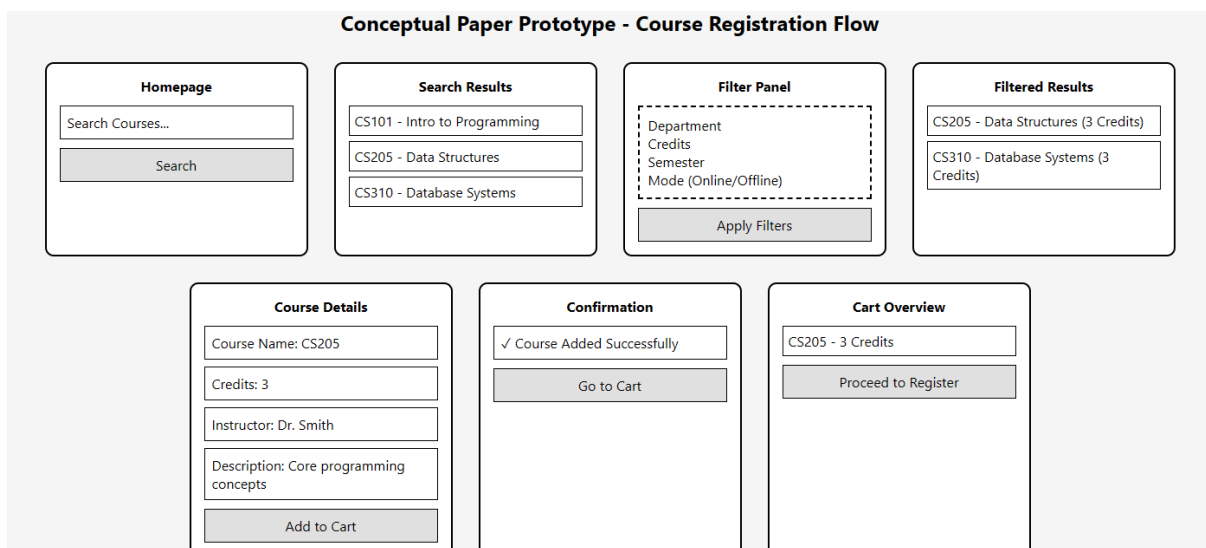 Conceptual Paper Prototype - Course Registration Flow
Homepage
Search Courses...
Search
Search Results
CS101 - Intro to Programming
CS205 - Data Structures
CS310 - Database Systems
Filter Panel
Department
Credits
Semester
Mode (Online/Offline)
Apply Filters
Filtered Results
CS205 - Data Structures (3 Credits)
CS310 - Database Systems (3
Credits)
Course Details
Course Name: CS205
Credits: 3
Instructor: Dr. Smith
Description: Core programming
concepts
Add to Cart
Confirmation
✓ Course Added Successfully
Go to Cart
Cart Overview
CS205 - 3 Credits
Proceed to Register